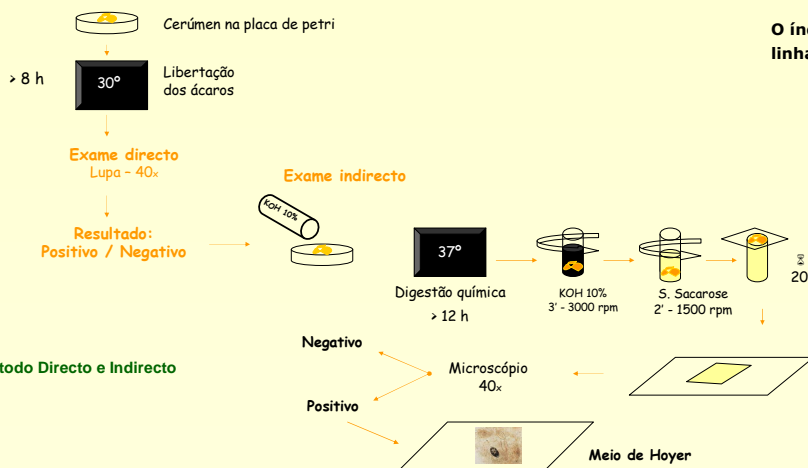 Cerúmen na placa de petri
> 8 h
30º
Libertação
dos ácaros
Exame directo
Lupa - 40x
Resultado:
Positivo / Negativo
Exame indirecto
KOH 10%
37º
Digestão química
> 12 h
KOH 10%
3' - 3000 rpm
S. Sacarose
2' - 1500 rpm
20
O
linha
Microscópio
40x
Negativo
Positivo
Meio de Hoyer
Directo e Indirecto